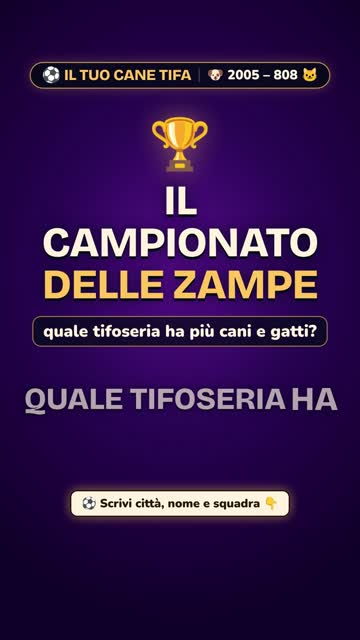 ⚽ IL TUO CANE TIFA | 🐶 2005 – 808 🐱
IL
CAMPIONATO
DELLE ZAMPE
quale tifoseria ha più cani e gatti?
QUALE TIFOSERIA HA
⚽ Scrivi città, nome e squadra 👇